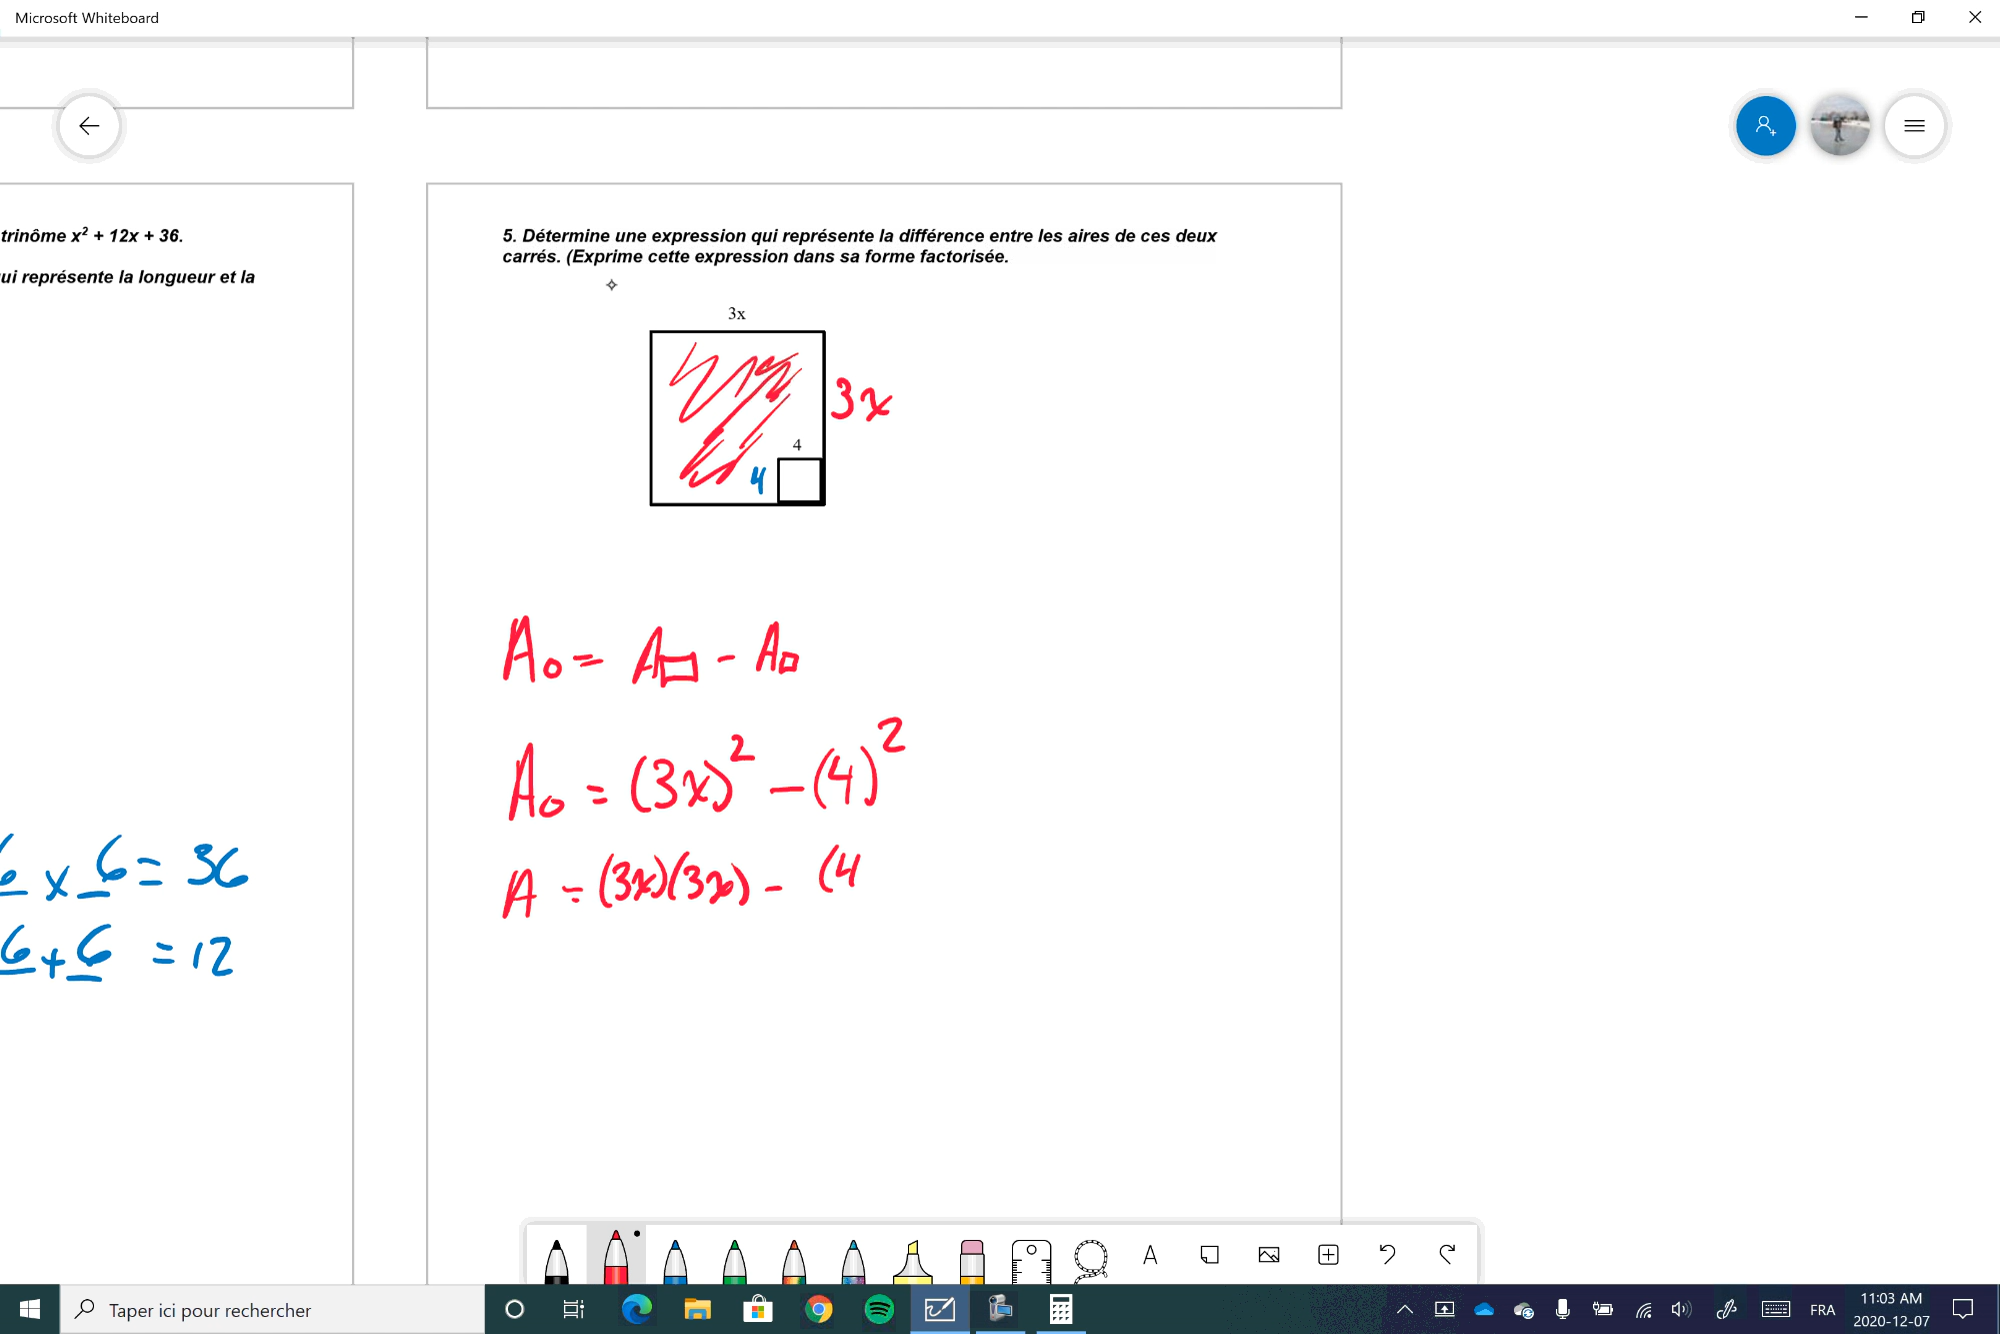 Microsoft Whiteboard
trinôme x² + 12x + 36.
ui représente la longueur et la
6 x 6 = 36
6 + 6 = 12
5. Détermine une expression qui représente la différence entre les aires de ces deux
carrés. (Exprime cette expression dans sa forme factorisée.
3x
3x
4
4
A₀ = A▭ - A▫
A₀ = (3x)² - (4)²
A = (3x)(3x) - (4
A
Taper ici pour rechercher
FRA
11:03 AM
2020-12-07